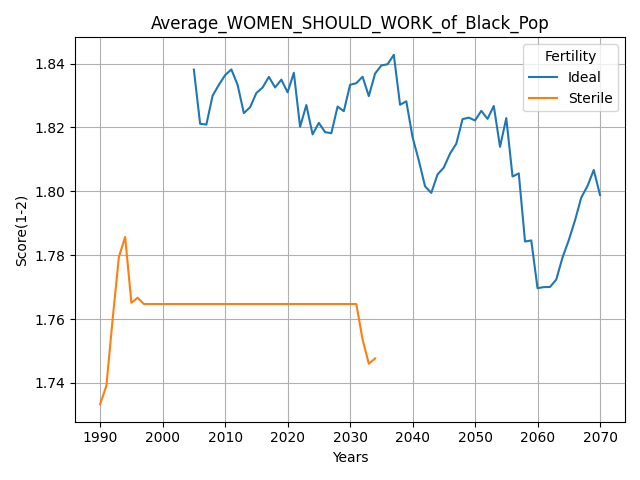 Average_WOMEN_SHOULD_WORK_of_Black_Pop
Fertility
Ideal
Sterile
Score(1-2)
1.84
1.82
1.80
1.78
1.76
1.74
1990 2000 2010 2020 2030 2040 2050 2060 2070
Years